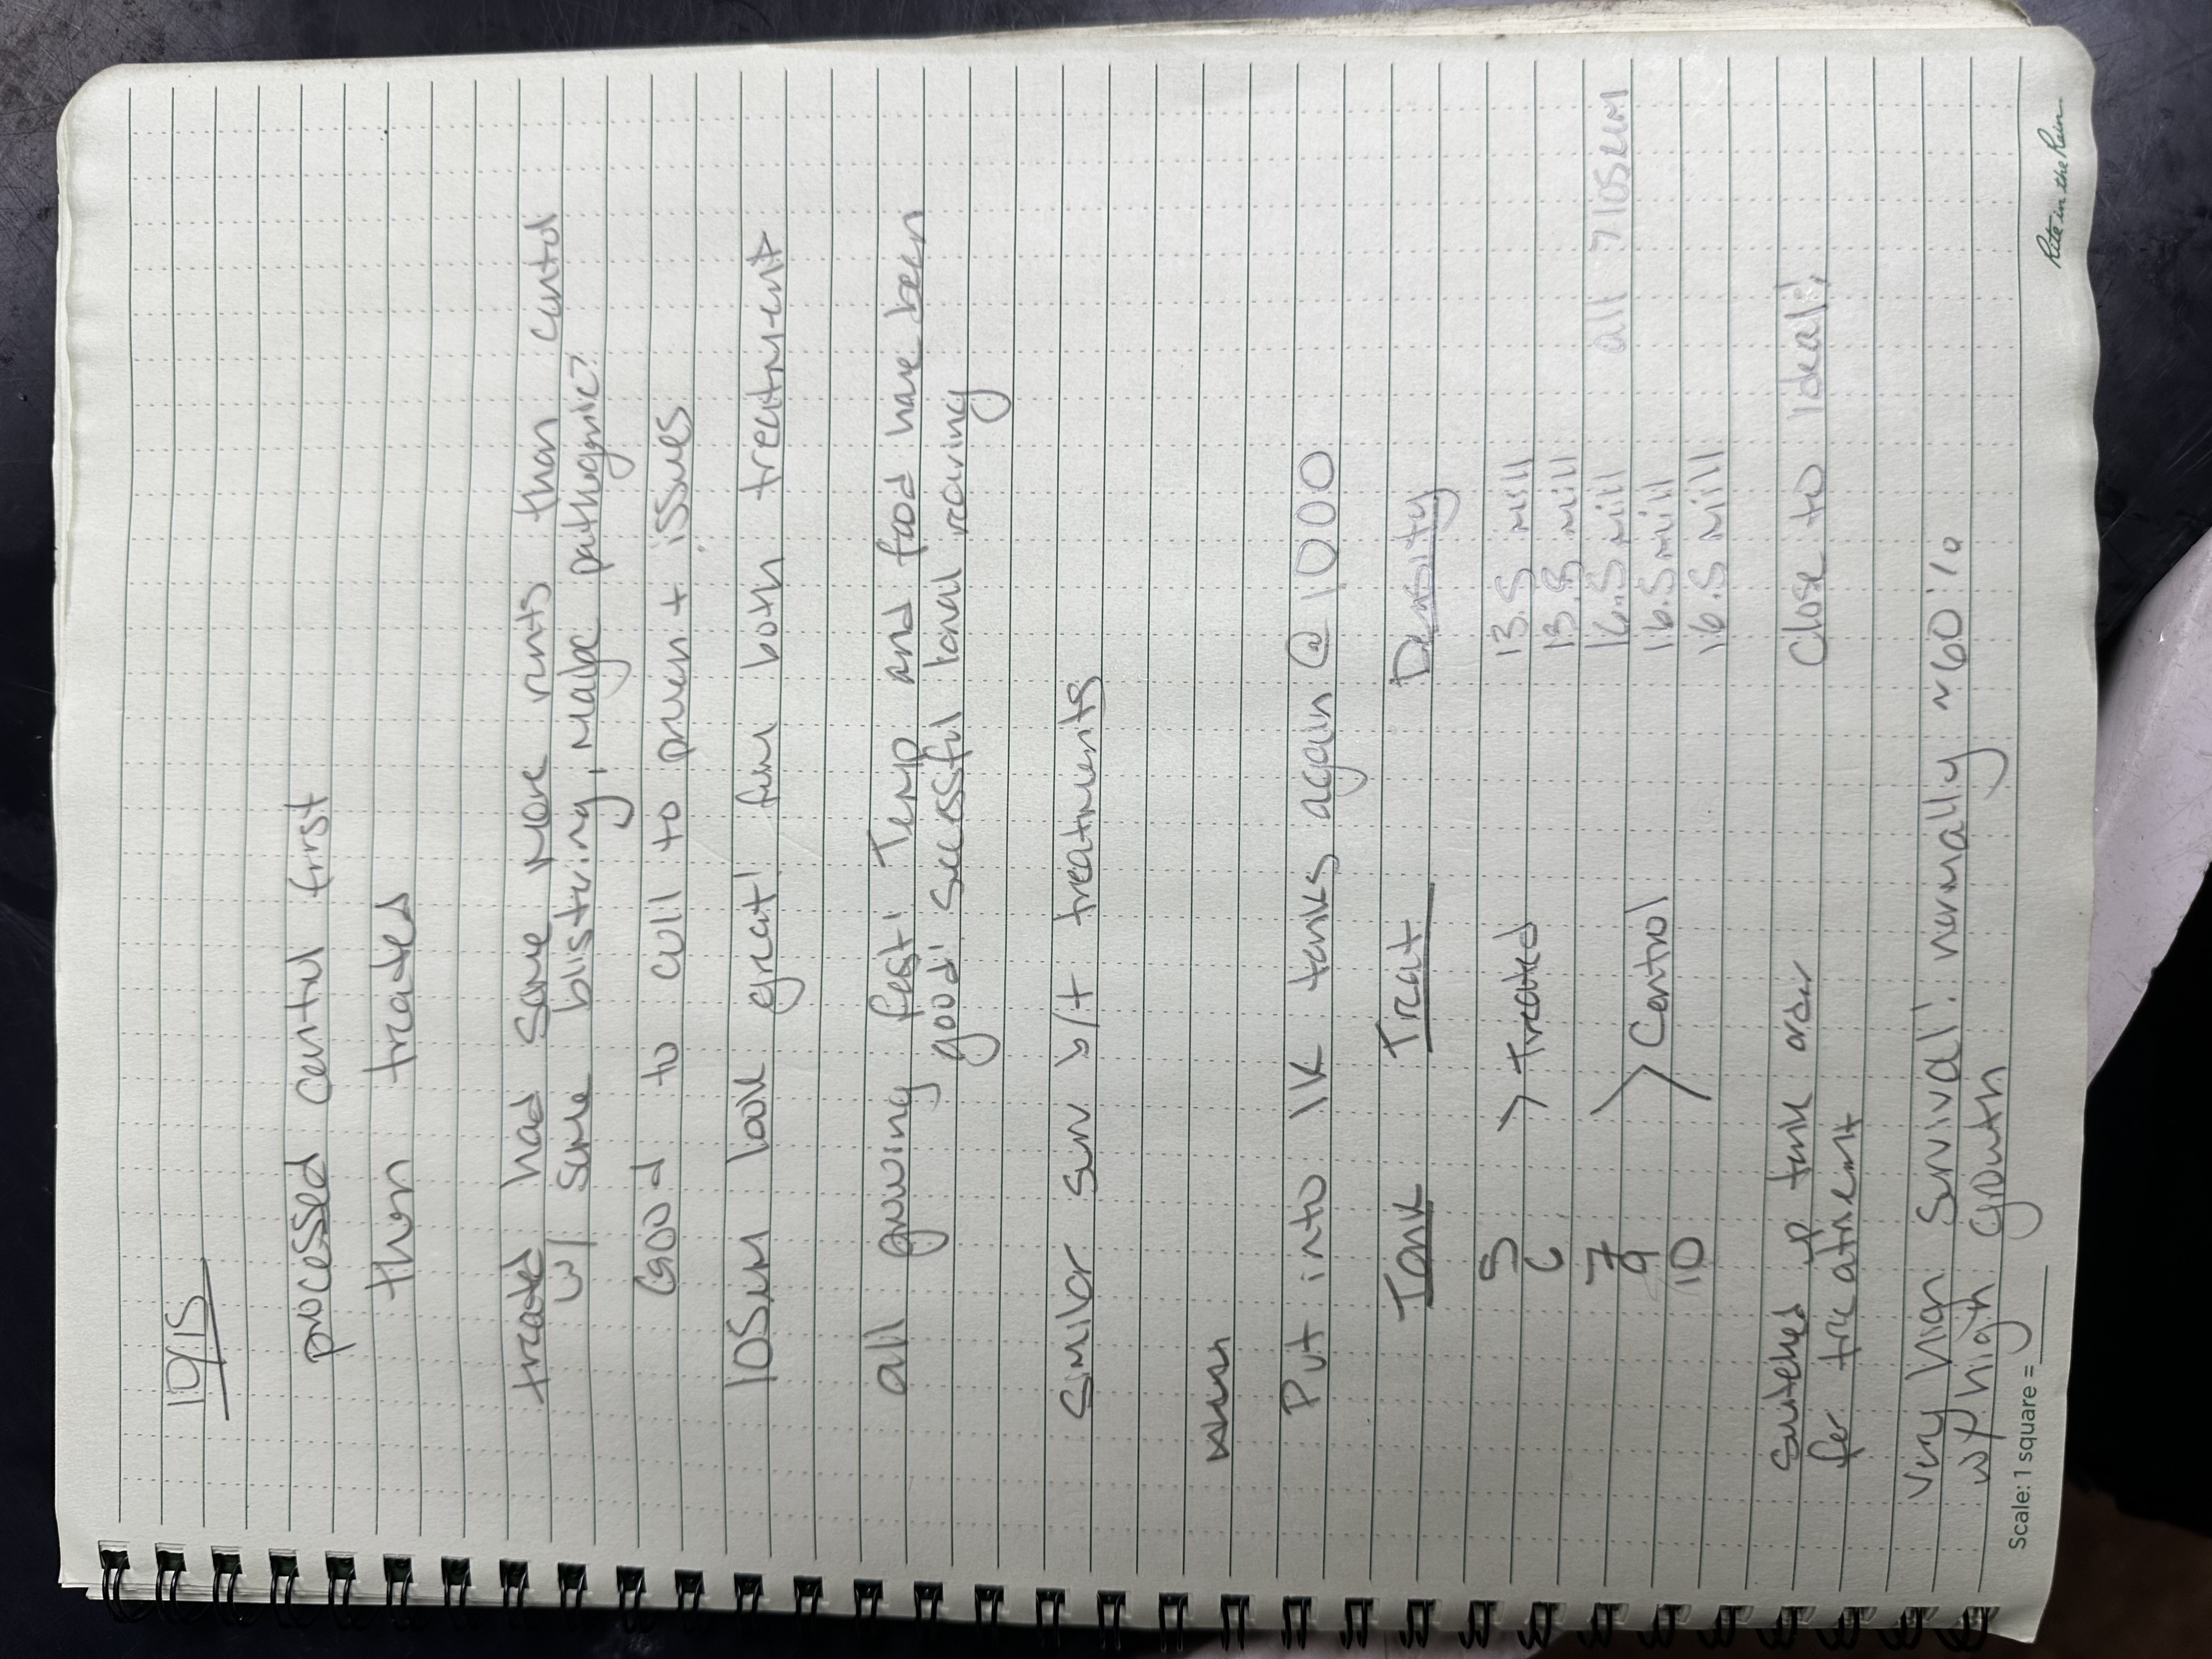 10/15
processed control first
then treated
treated had some more runts than control
w/ some blistering, maybe pathogenic?
Good to cull to prevent issues
105um look great! from both treatment
all growing fast! Temp and food have been
good! Successful larval rearing
Similar surv b/t treatments
Put into 1K tanks again @ 1000
Tank Treat Density
5 > Treated 13.5 mill
6 13.5 mill
7 16.5 mill all >105um
9 > Control 16.5 mill
10 16.5 mill
Switched up tank order Close to ideal!
for treatment
Very high survival! normally ~60%
w/ high growth
Scale: 1 square =
Rite in the Rain